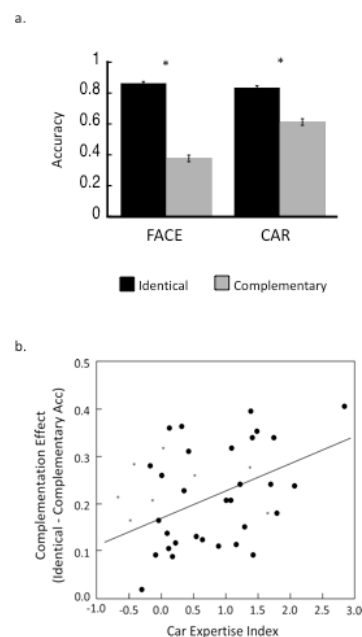 a.
*
*
1
0.8
0.6
0.4
0.2
0
Accuracy
FACE
CAR
Identical
Complementary
b.
Complementation Effect
(Identical - Complementary Acc)
0.5
0.4
0.3
0.2
0.1
0.0
-1.0 -0.5 0.0 0.5 1.0 1.5 2.0 2.5 3.0
Car Expertise Index